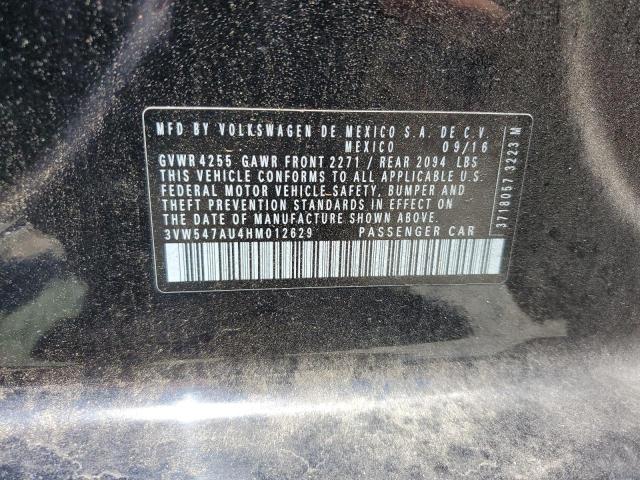 MFD BY VOLKSWAGEN DE MEXICO S.A. DE C.V.
MEXICO 09/16
GVWR 4255 GAWR FRONT 2271 / REAR 2094 LBS
THIS VEHICLE CONFORMS TO ALL APPLICABLE U.S.
FEDERAL MOTOR VEHICLE SAFETY, BUMPER AND
THEFT PREVENTION STANDARDS IN EFFECT ON
THE DATE OF MANUFACTURE SHOWN ABOVE.
3VW547AU4HM012629 PASSENGER CAR
3718057 3223 M